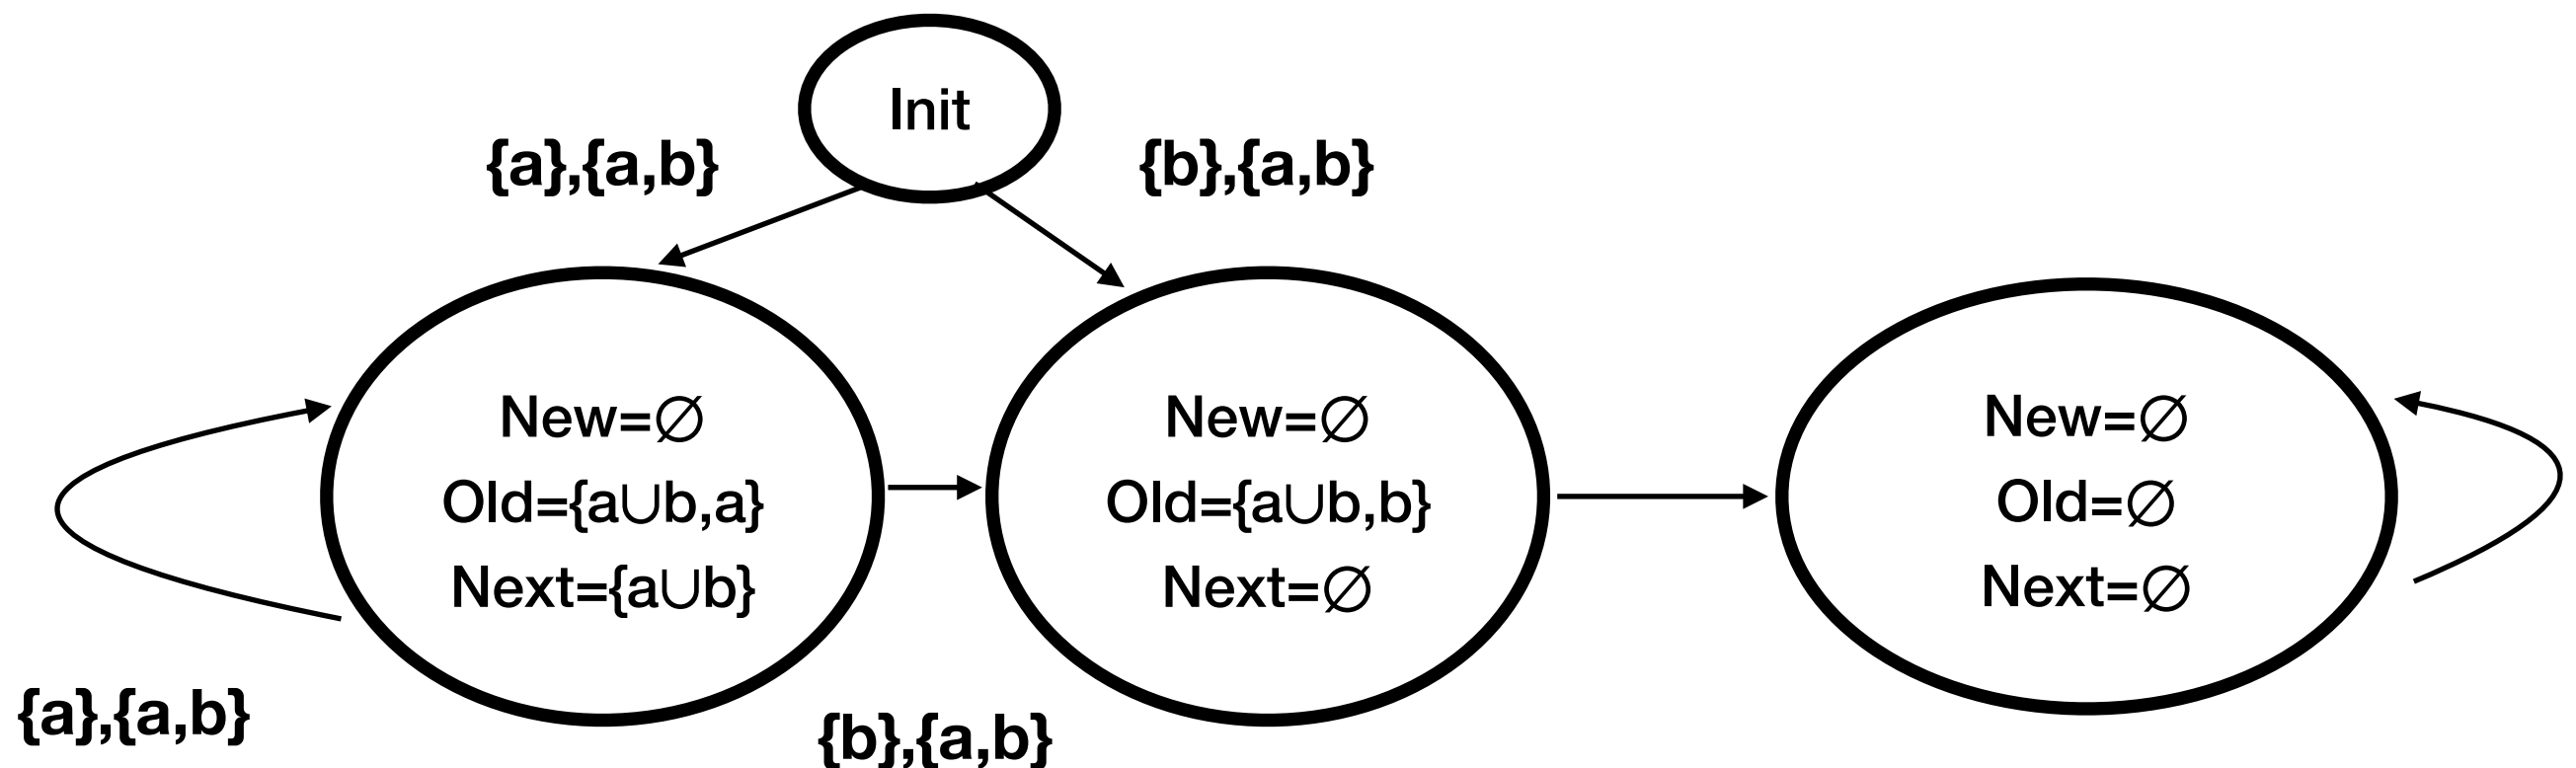 Init
{a},{a,b}
{b},{a,b}
New=∅
Old={a∪b,a}
Next={a∪b}
New=∅
Old={a∪b,b}
Next=∅
New=∅
Old=∅
Next=∅
{a},{a,b}
{b},{a,b}